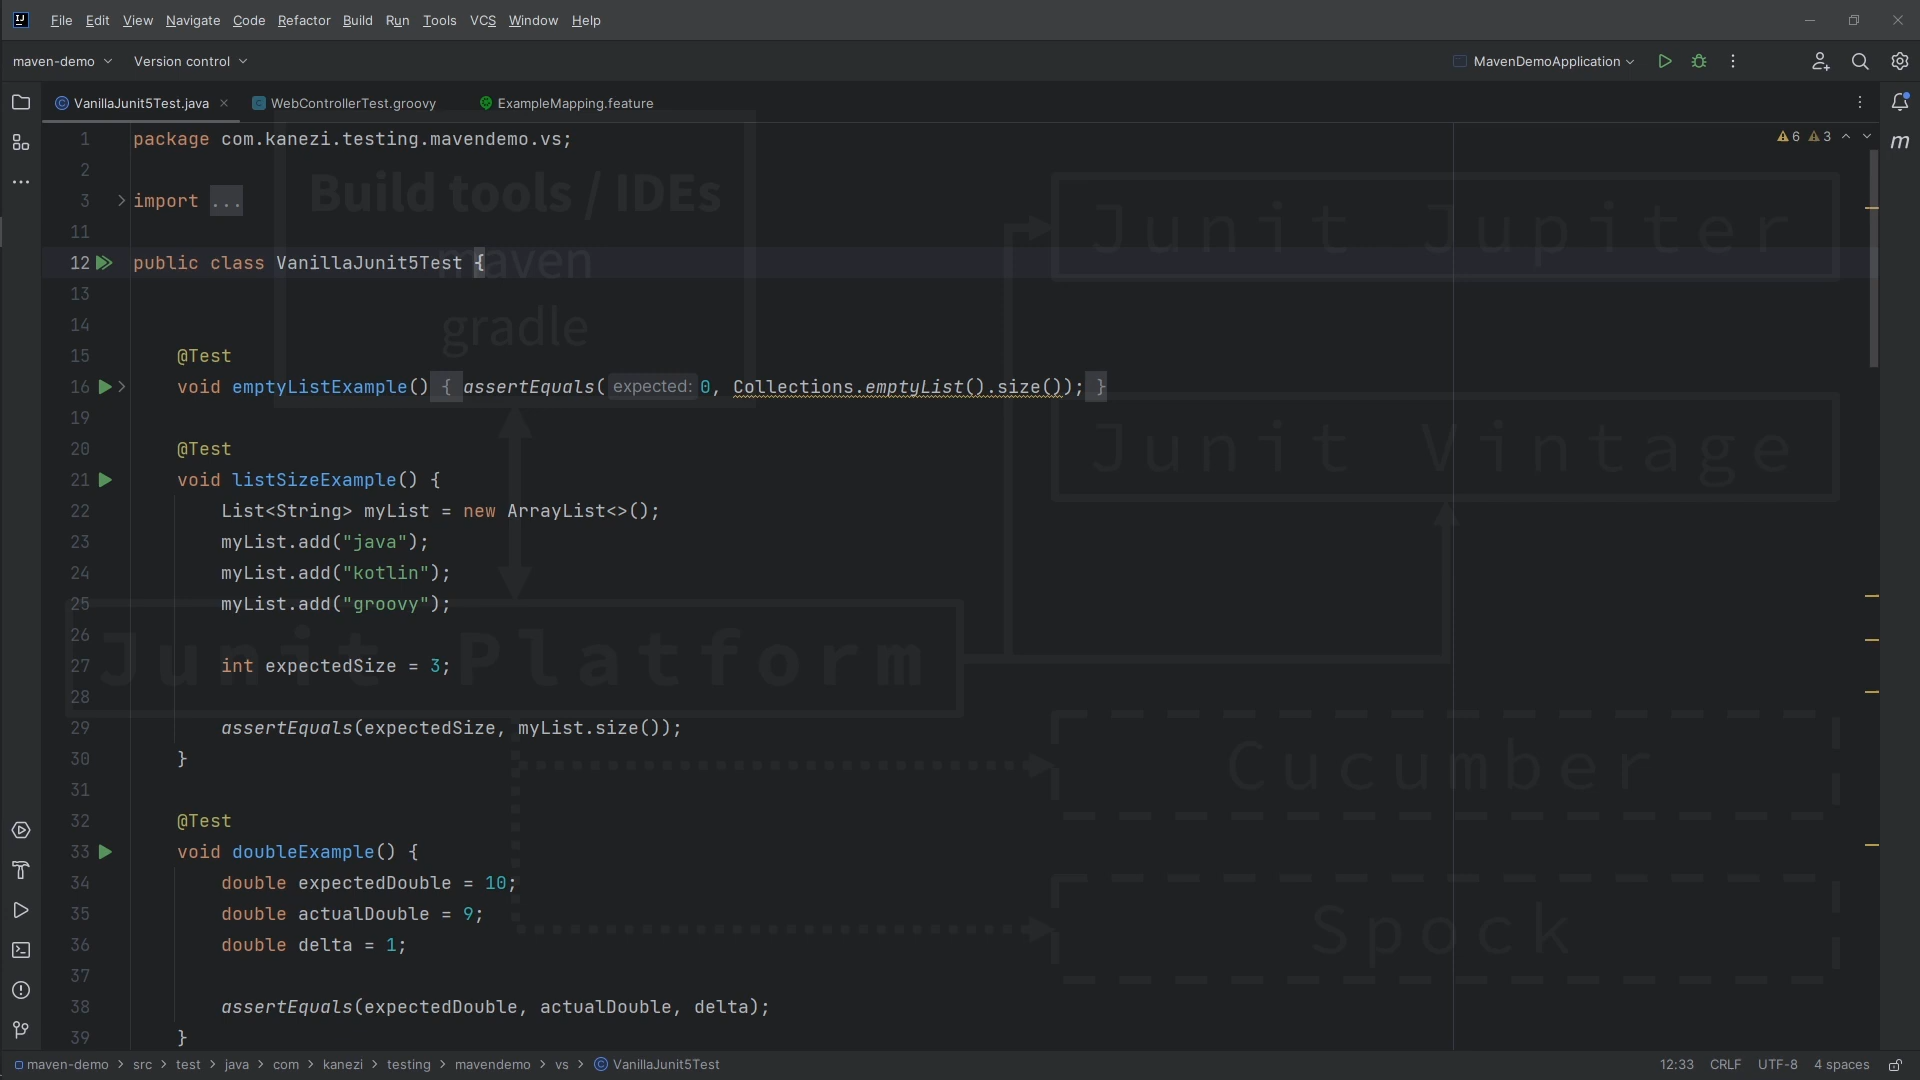 File Edit View Navigate Code Refactor Build Run Tools VCS Window Help
maven-demo Version control MavenDemoApplication
VanillaJunit5Test.java WebControllerTest.groovy ExampleMapping.feature
6 3
1 package com.kanezi.testing.mavendemo.vs;
2
3 import ...
11
12 public class VanillaJunit5Test {
13
14
15 @Test
16 void emptyListExample() { assertEquals( expected: 0, Collections.emptyList().size()); }
19
20 @Test
21 void listSizeExample() {
22 List<String> myList = new ArrayList<>();
23 myList.add("java");
24 myList.add("kotlin");
25 myList.add("groovy");
26
27 int expectedSize = 3;
28
29 assertEquals(expectedSize, myList.size());
30 }
31
32 @Test
33 void doubleExample() {
34 double expectedDouble = 10;
35 double actualDouble = 9;
36 double delta = 1;
37
38 assertEquals(expectedDouble, actualDouble, delta);
39 }
Build tools / IDEs
maven
gradle
Junit Platform
Junit Jupiter
Junit Vintage
Cucumber
Spock
maven-demo > src > test > java > com > kanezi > testing > mavendemo > vs > VanillaJunit5Test
12:33 CRLF UTF-8 4 spaces